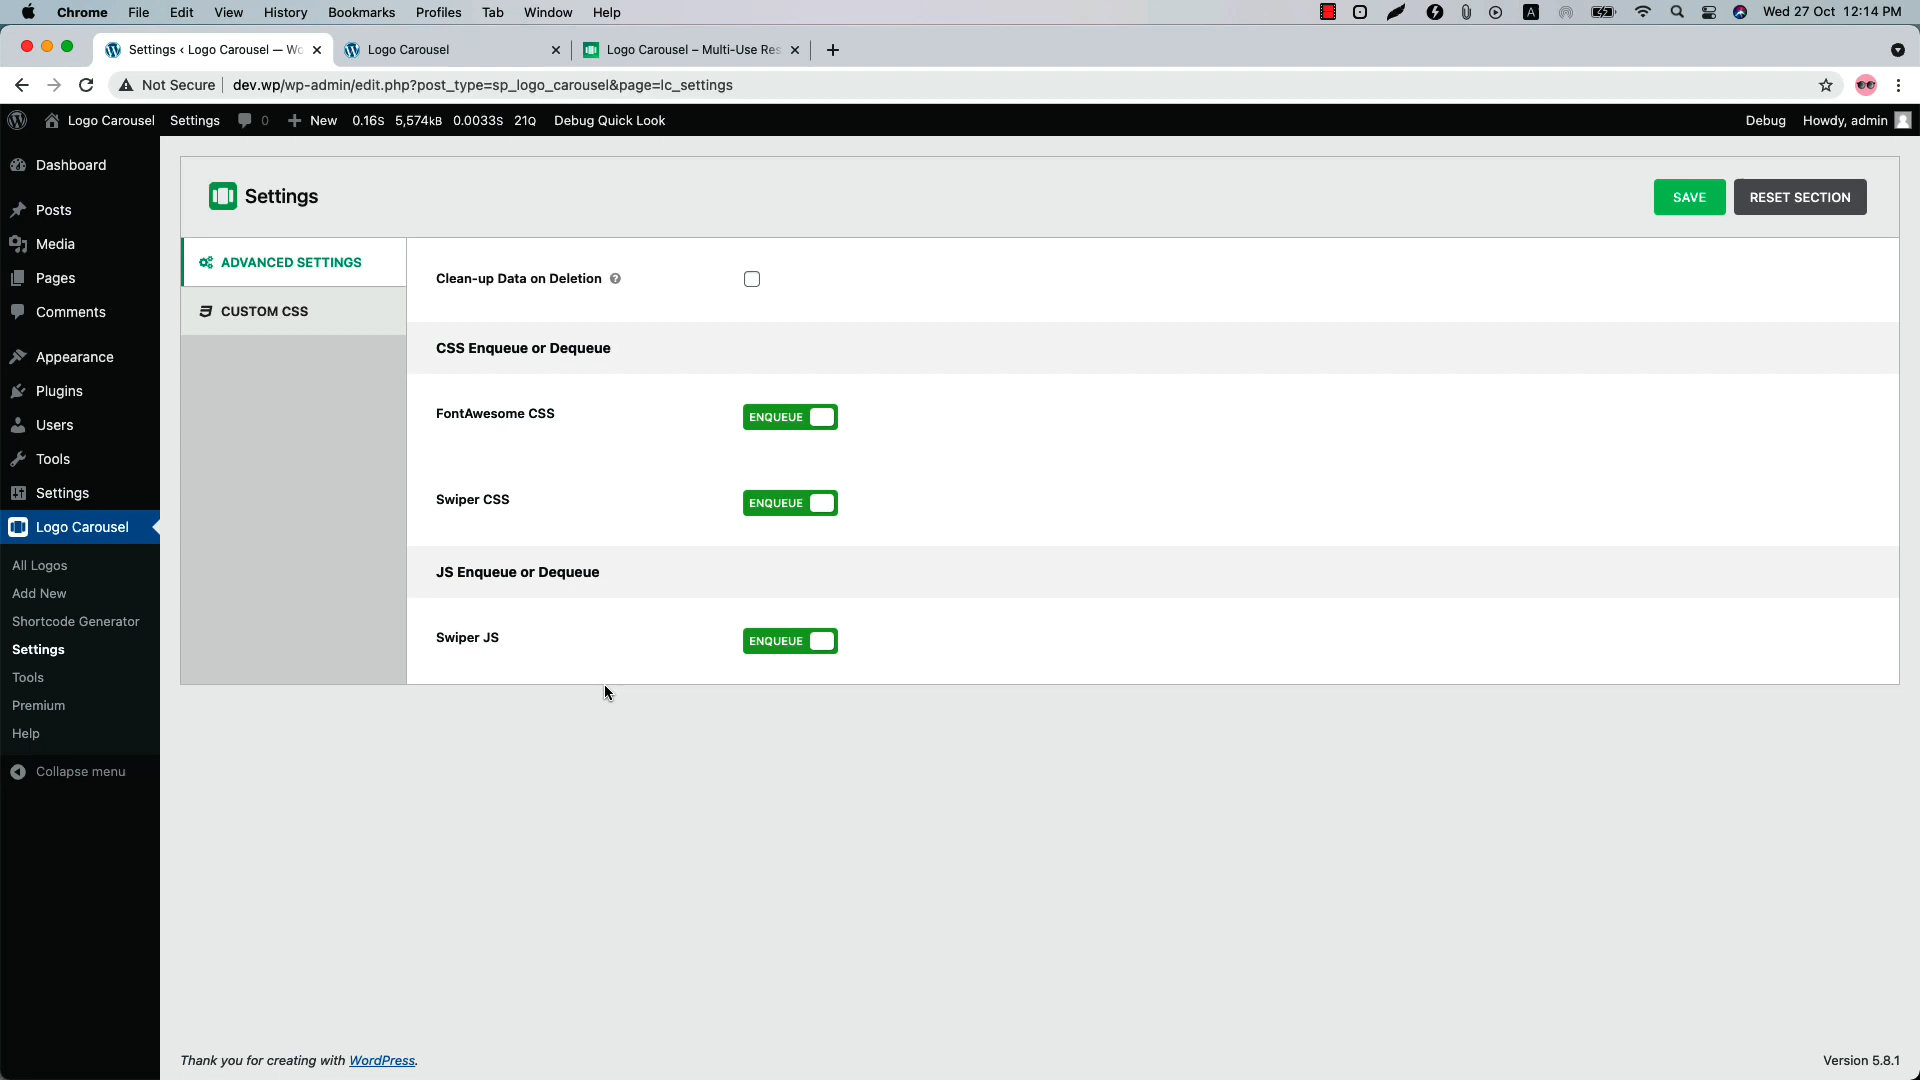 Chrome File Edit View History Bookmarks Profiles Tab Window Help A Wed 27 Oct 12:14 PM
Settings ‹ Logo Carousel — Wo
Logo Carousel
Logo Carousel – Multi-Use Res
Not Secure dev.wp/wp-admin/edit.php?post_type=sp_logo_carousel&page=lc_settings
Logo Carousel Settings 0 New 0.16S 5,574KB 0.0033S 21Q Debug Quick Look Debug Howdy, admin
Dashboard
Posts
Media
Pages
Comments
Appearance
Plugins
Users
Tools
Settings
Logo Carousel
All Logos
Add New
Shortcode Generator
Settings
Tools
Premium
Help
Collapse menu
Settings
SAVE RESET SECTION
ADVANCED SETTINGS
CUSTOM CSS
Clean-up Data on Deletion ?
CSS Enqueue or Dequeue
FontAwesome CSS ENQUEUE
Swiper CSS ENQUEUE
JS Enqueue or Dequeue
Swiper JS ENQUEUE
Thank you for creating with WordPress. Version 5.8.1